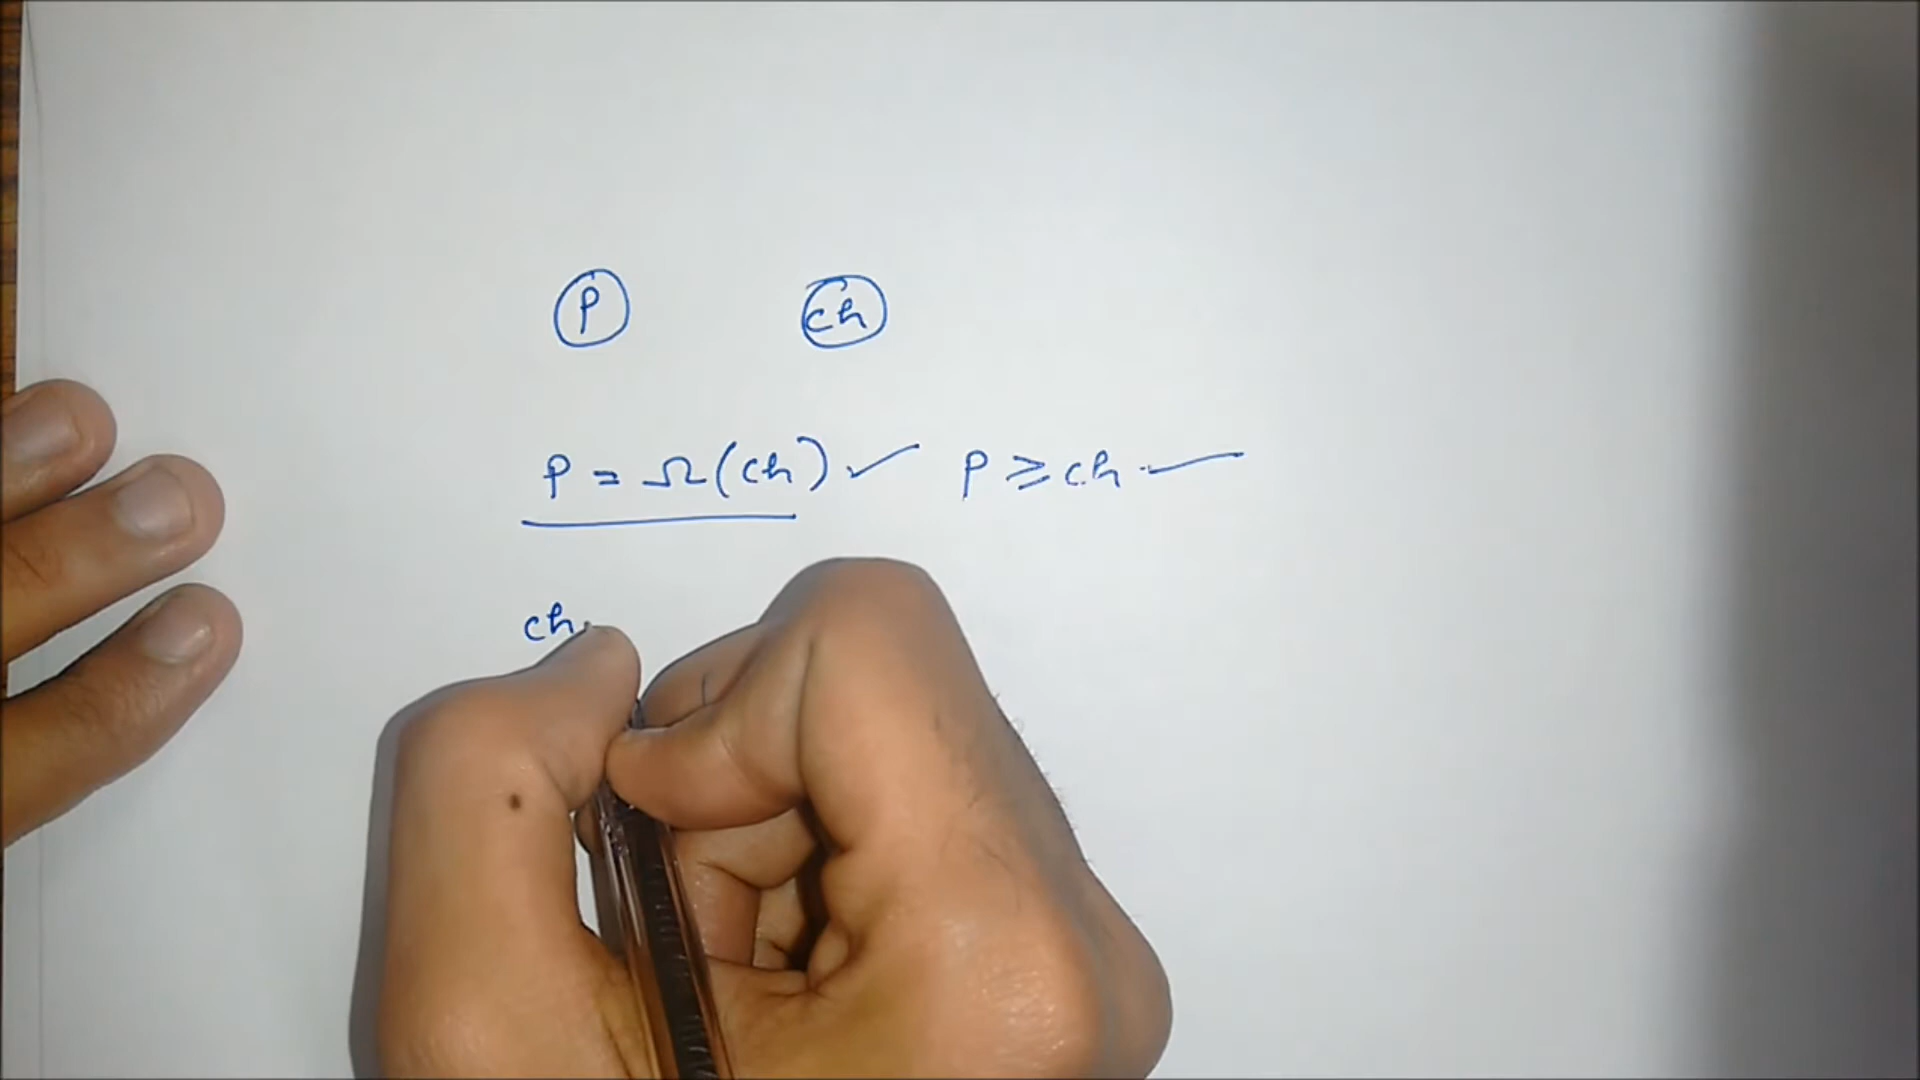 P ch
P = Ω(ch) ✓ P ≥ ch ✓
ch